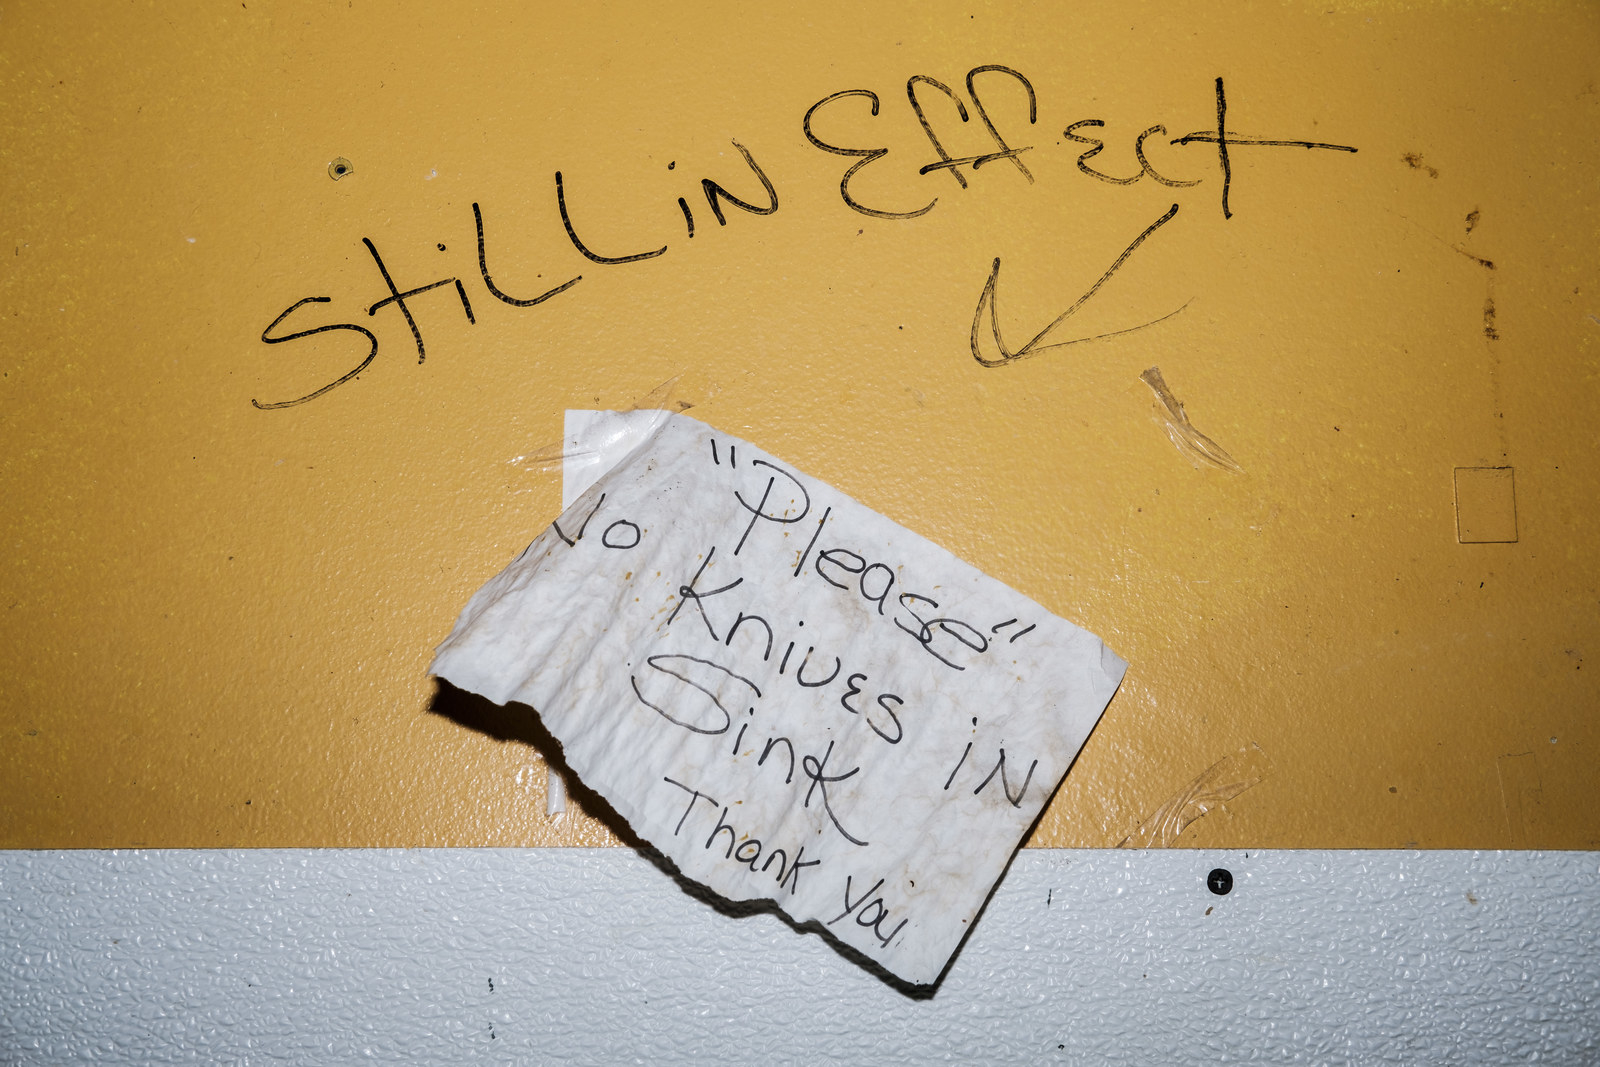 Still in Effect
"Please"
No Knives in
Sink
Thank you